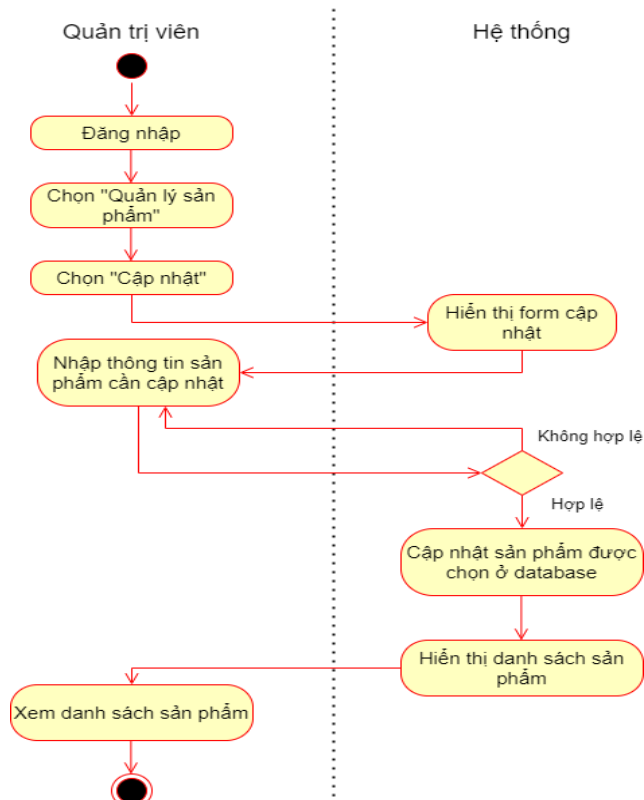 Quản trị viên
Hệ thống
Đăng nhập
Chọn "Quản lý sản
phẩm"
Chọn "Cập nhật"
Hiển thị form cập
nhật
Nhập thông tin sản
phẩm cần cập nhật
Không hợp lệ
Hợp lệ
Cập nhật sản phẩm được
chọn ở database
Hiển thị danh sách sản
phẩm
Xem danh sách sản phẩm